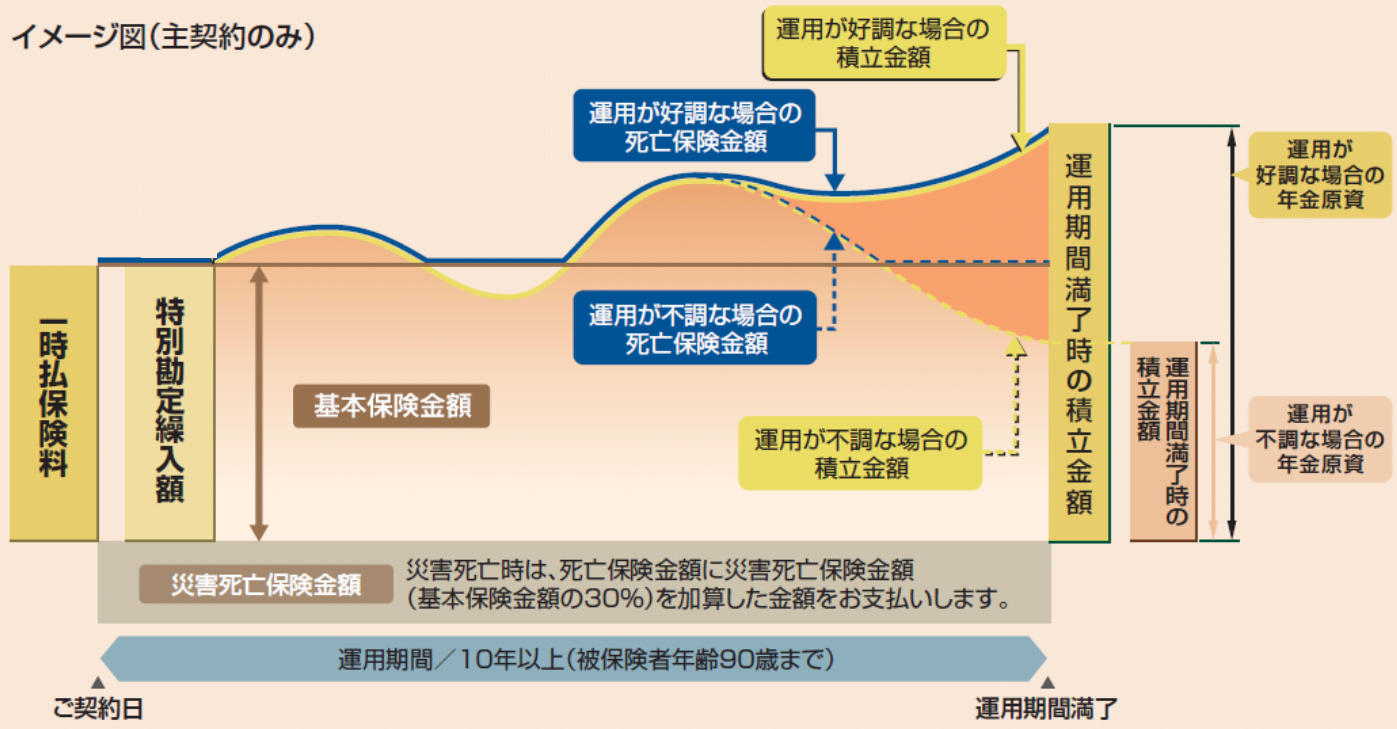 イメージ図(主契約のみ)
運用が好調な場合の
積立金額
運用が好調な場合の
死亡保険金額
運用が
好調な場合の
年金原資
一時払保険料
特別勘定繰入額
基本保険金額
運用が不調な場合の
死亡保険金額
運用が不調な場合の
積立金額
運用期間満了時の積立金額
運用期間満了時の
積立金額
運用が
不調な場合の
年金原資
災害死亡保険金額
災害死亡時は、死亡保険金額に災害死亡保険金額
(基本保険金額の30%)を加算した金額をお支払いします。
運用期間/10年以上(被保険者年齢90歳まで)
ご契約日
運用期間満了